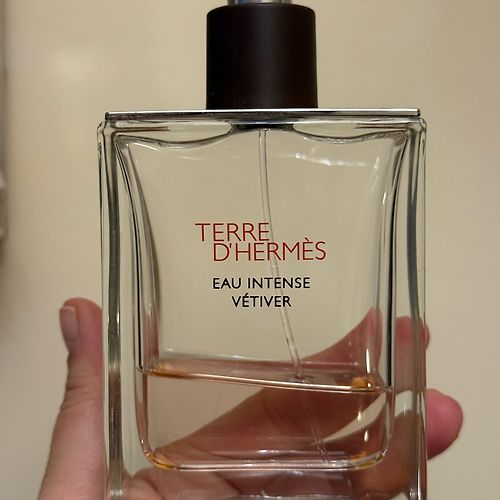 TERRE
D'HERMÈS
EAU INTENSE
VÉTIVER